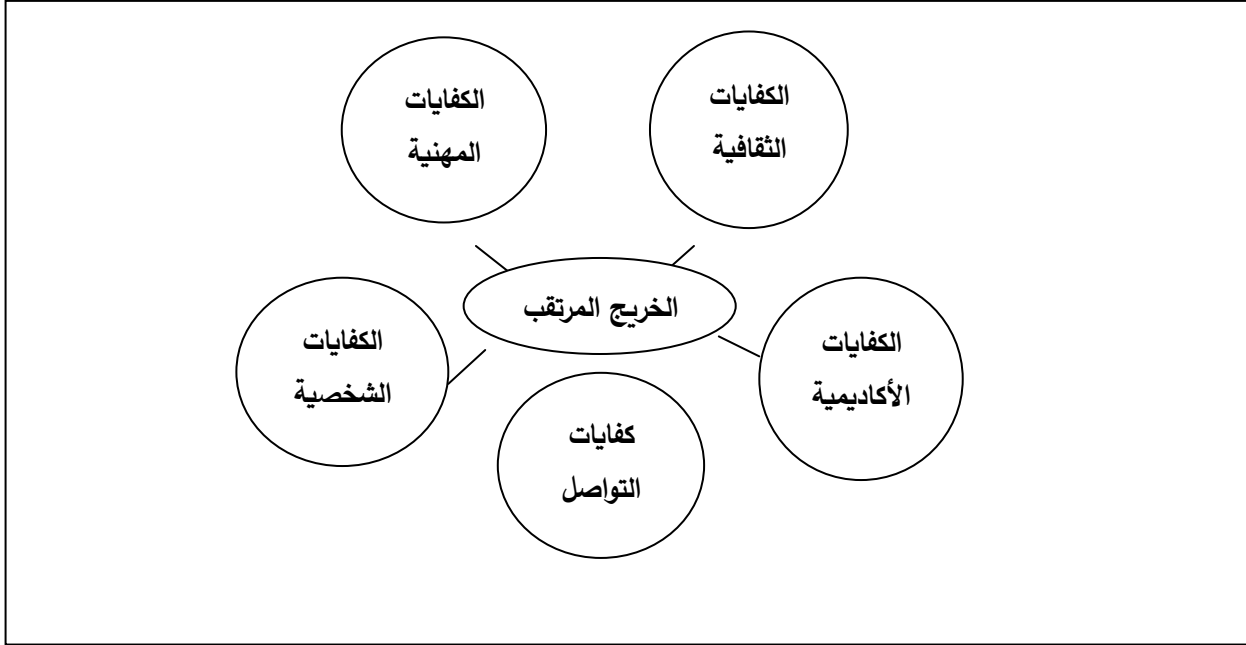 الكفايات
الثقافية
الكفايات
المهنية
الخريج المرتقب
الكفايات
الأكاديمية
الكفايات
الشخصية
كفايات
التواصل